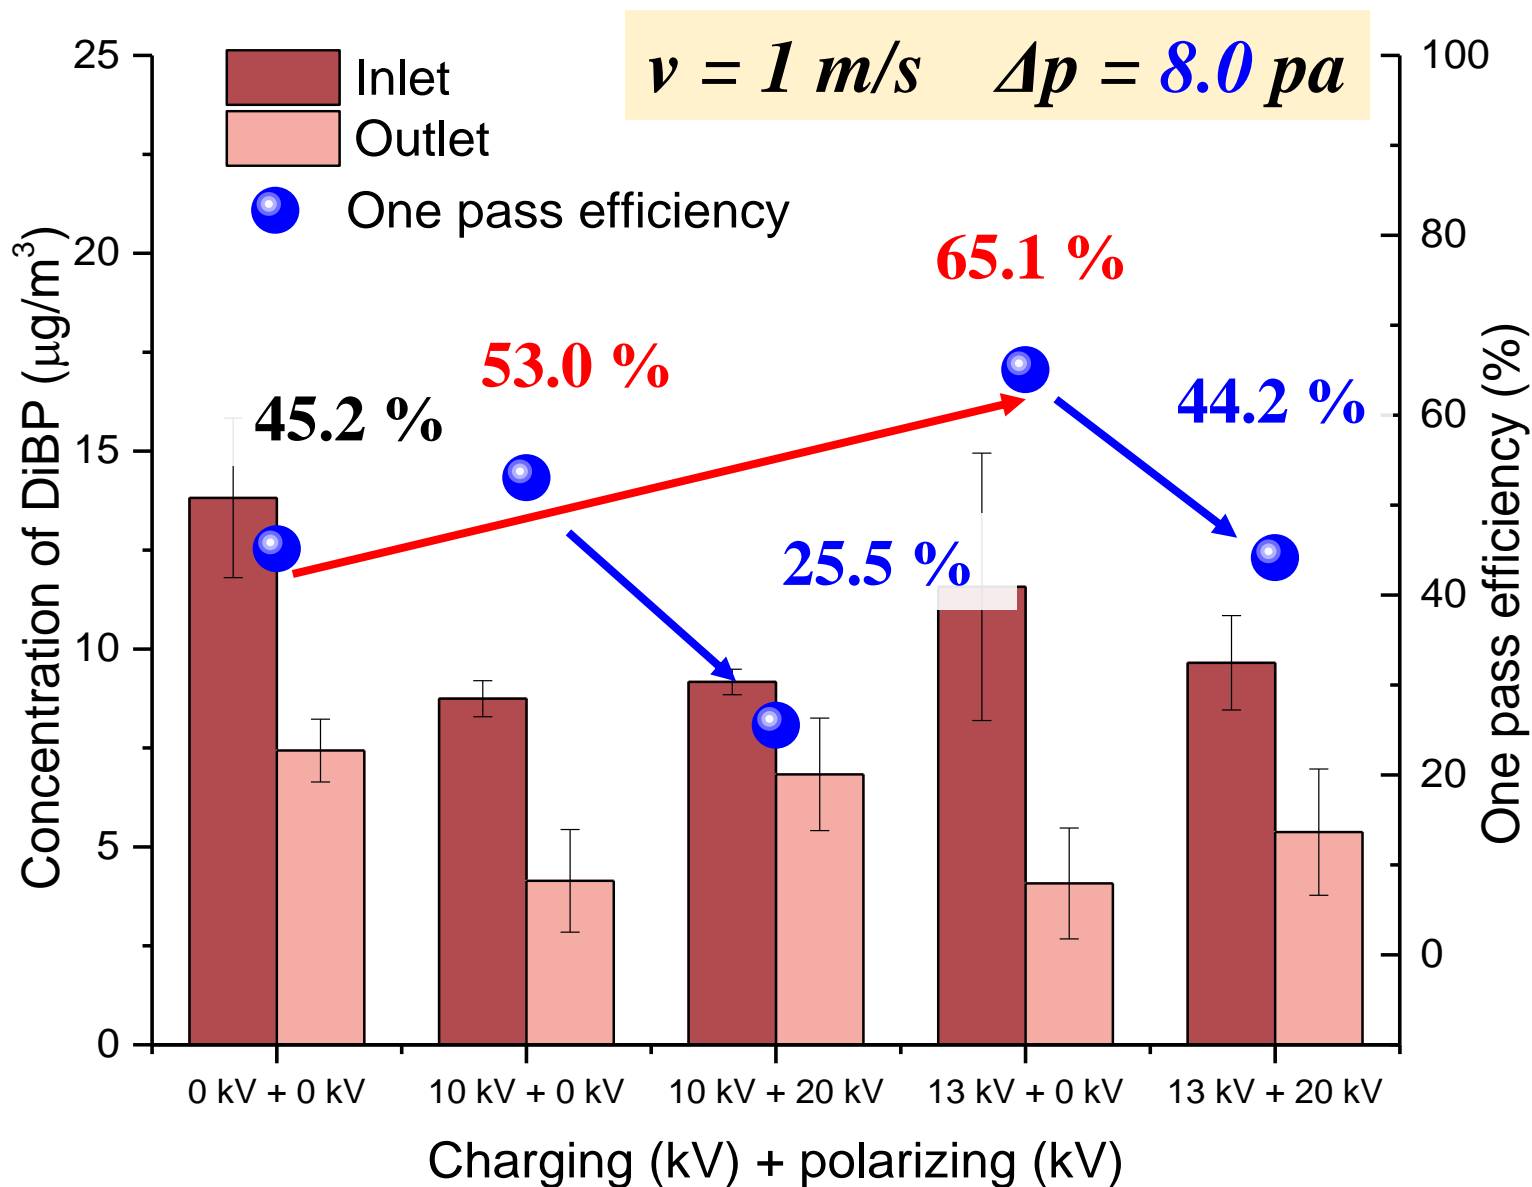 v = 1 m/s Δp = 8.0 pa
Inlet
Outlet
One pass efficiency
25
20
15
10
5
0
Concentration of DiBP (μg/m³)
100
80
60
40
20
0
One pass efficiency (%)
45.2 %
53.0 %
25.5 %
65.1 %
44.2 %
0 kV + 0 kV
10 kV + 0 kV
10 kV + 20 kV
13 kV + 0 kV
13 kV + 20 kV
Charging (kV) + polarizing (kV)